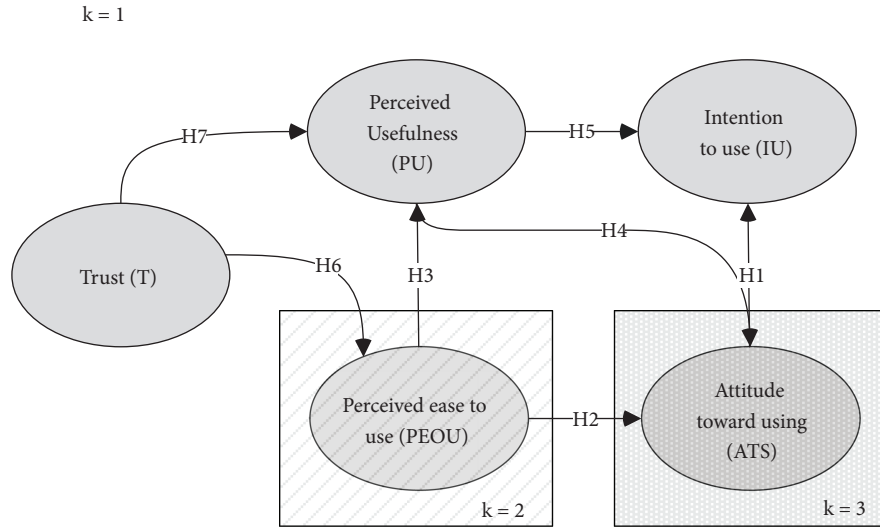 k = 1
Perceived
Usefulness
(PU)
Intention
to use (IU)
H7
H5
Trust (T)
H6
H3
H4
H1
Perceived ease to
use (PEOU)
H2
Attitude
toward using
(ATS)
k = 2
k = 3